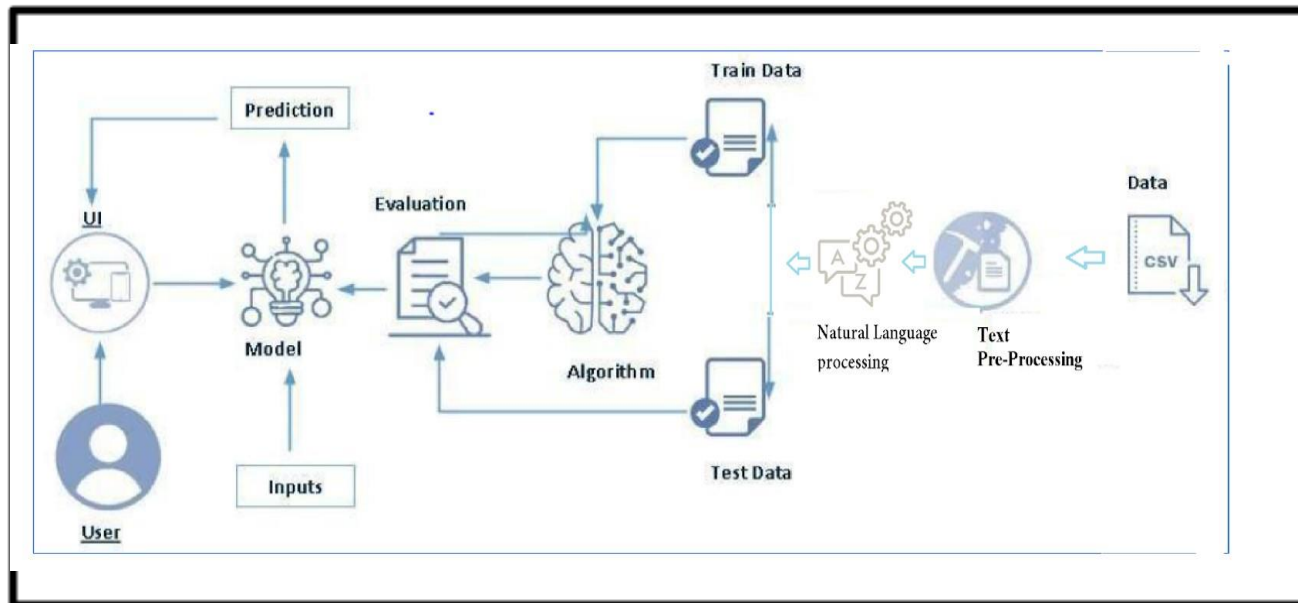 Train Data
Prediction
Data
Evaluation
UI
CSV
A
Z
Natural Language
processing
Text
Pre-Processing
Model
Algorithm
Test Data
Inputs
User